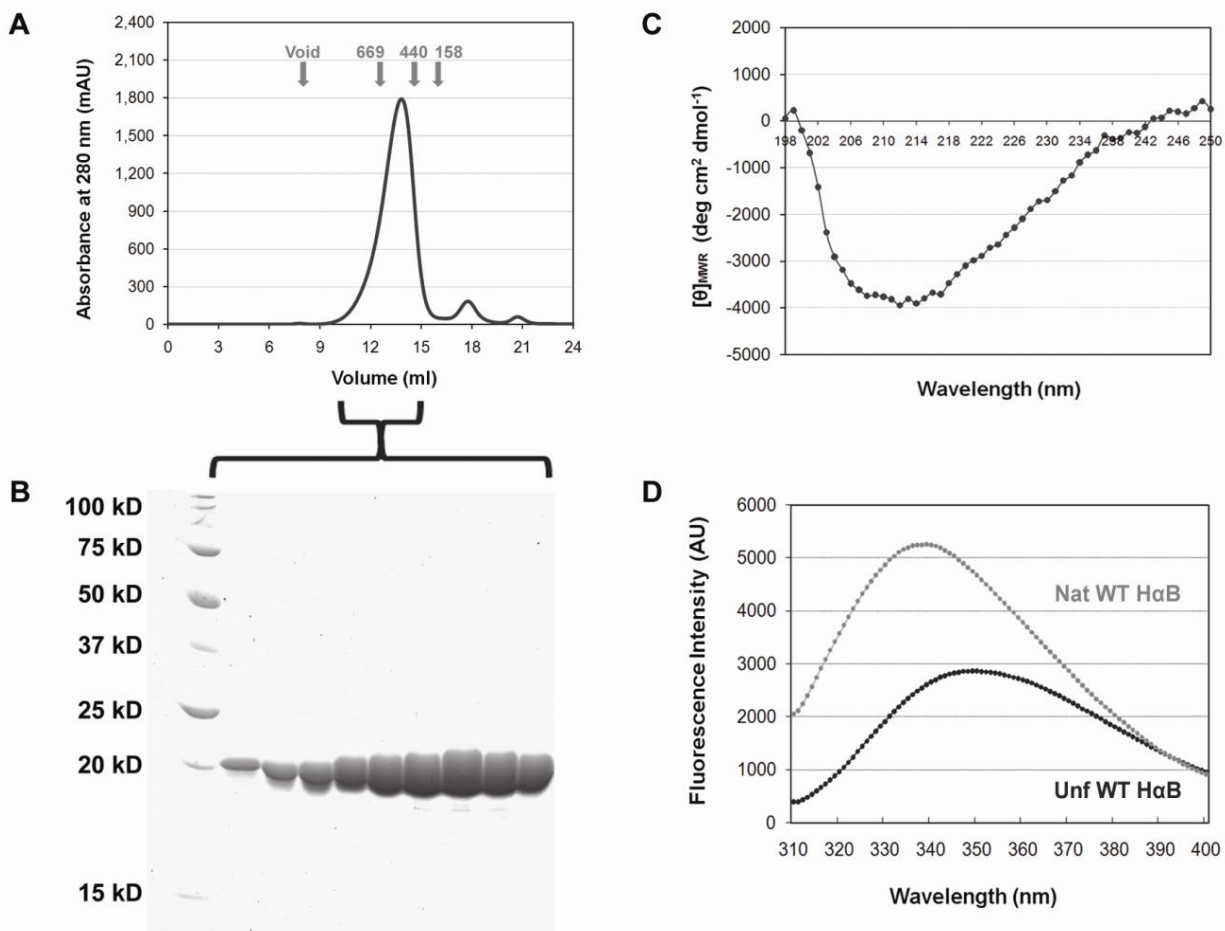 A
2,400
2,100
1,800
1,500
1,200
900
600
300
0
Absorbance at 280 nm (mAU)
Void 669 440 158
0 3 6 9 12 15 18 21 24
Volume (ml)
B
100 kD
75 kD
50 kD
37 kD
25 kD
20 kD
15 kD
C
2000
1000
0
-1000
-2000
-3000
-4000
-5000
[θ]MWR (deg cm² dmol⁻¹)
198 202 206 210 214 218 222 226 230 234 238 242 246 250
Wavelength (nm)
D
6000
5000
4000
3000
2000
1000
0
Fluorescence Intensity (AU)
Nat WT HαB
Unf WT HαB
310 320 330 340 350 360 370 380 390 400
Wavelength (nm)